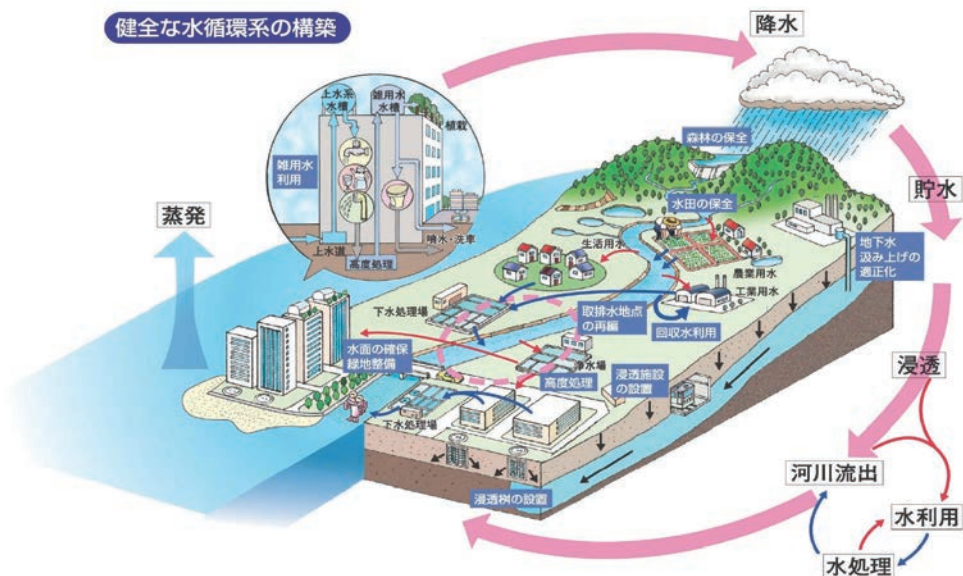 健全な水循環系の構築
降水
上水系
水槽
雑用水
水槽
植栽
雑用水
利用
森林の保全
貯水
蒸発
水田の保全
生活用水
地下水
汲み上げの
適正化
上水道
高度処理
噴水・洗車
農業用水
工業用水
下水処理場
取排水地点
の再編
回収水利用
水面の確保
緑地整備
浄水場
浸透
高度処理
浸透施設
の設置
下水処理場
河川流出
浸透桝の設置
水利用
水処理